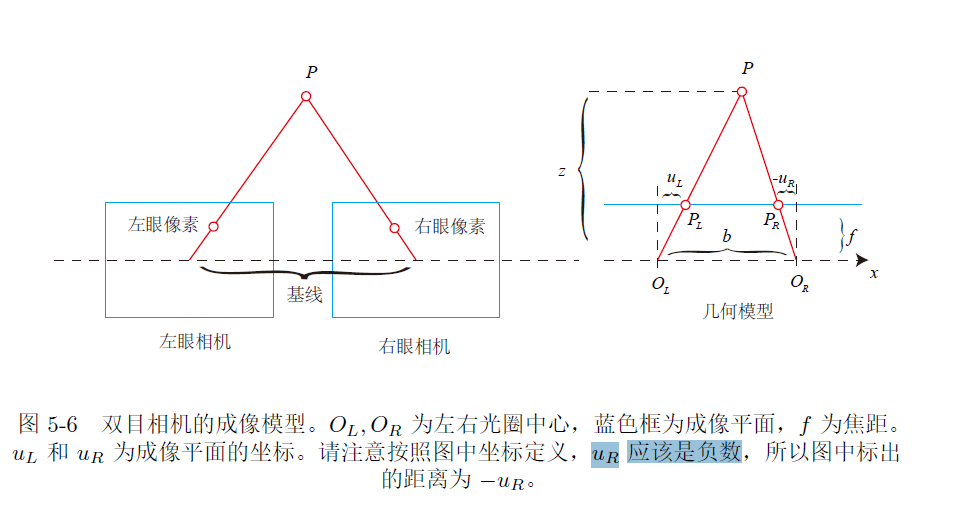 P
P
z
u_L
-u_R
左眼像素
右眼像素
P_L
P_R
b
f
基线
x
O_L
O_R
左眼相机
右眼相机
几何模型
图 5-6 双目相机的成像模型。O_L, O_R 为左右光圈中心，蓝色框为成像平面，f 为焦距。
u_L 和 u_R 为成像平面的坐标。请注意按照图中坐标定义，u_R 应该是负数，所以图中标出
的距离为 −u_R。